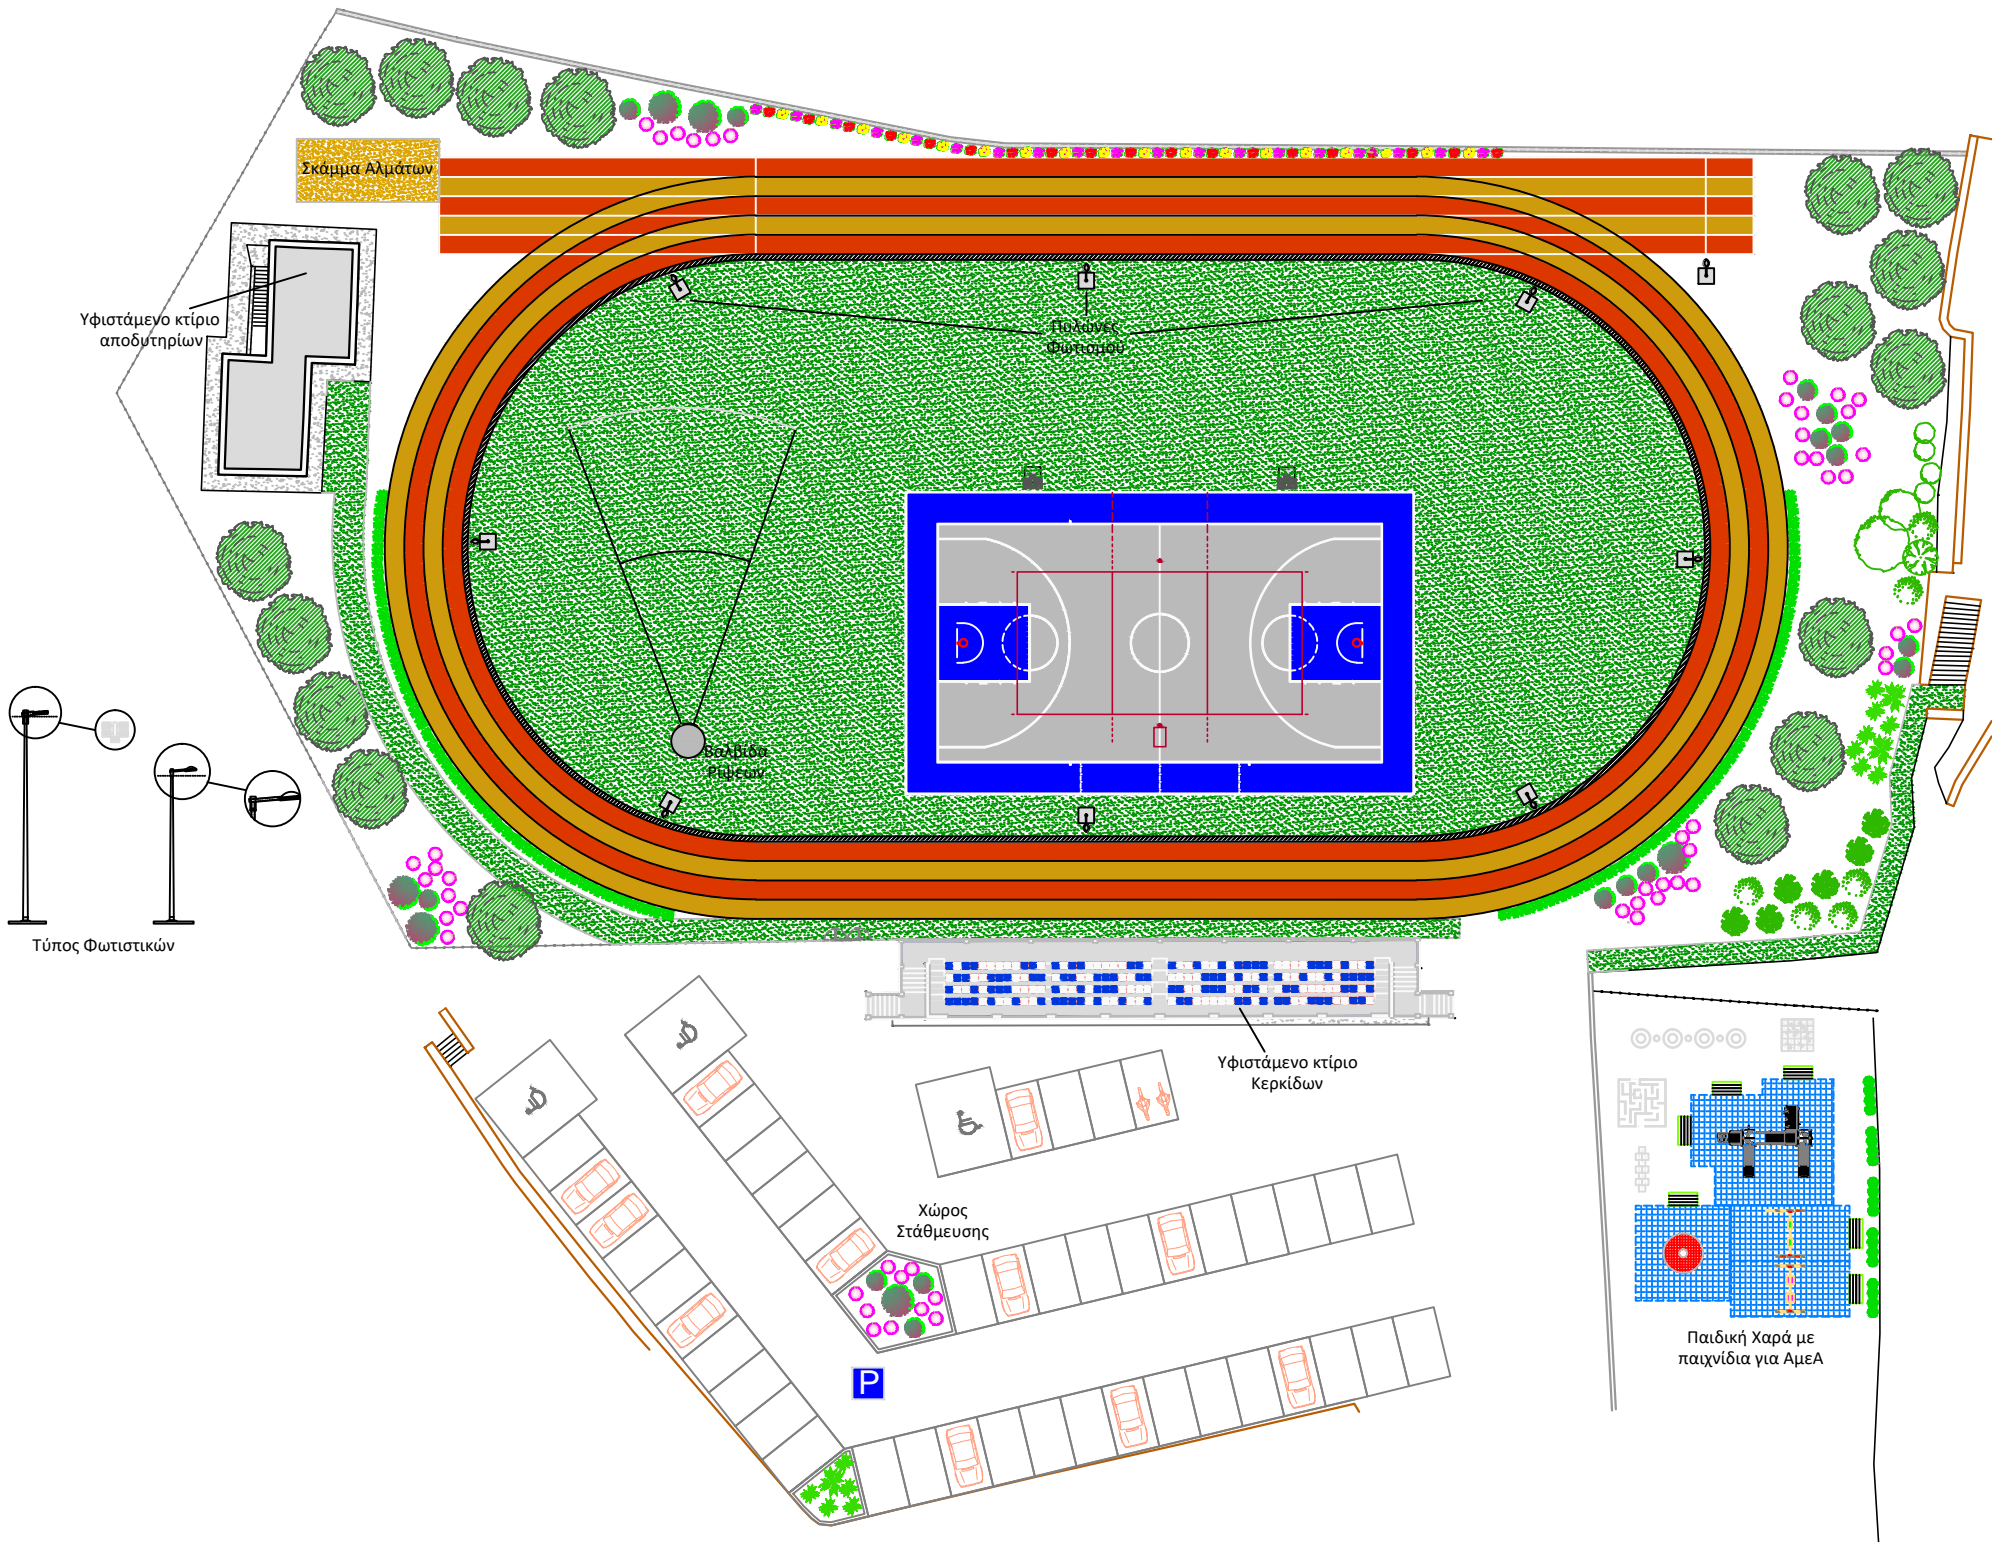 Σκάμμα Αλμάτων
Υφιστάμενο κτίριο
αποδυτηρίων
Πυλώνες
Φωτισμού
Βαλβίδα
Ρίψεων
Τύπος Φωτιστικών
Υφιστάμενο κτίριο
Κερκίδων
Χώρος
Στάθμευσης
P
Παιδική Χαρά με
παιχνίδια για ΑμεΑ